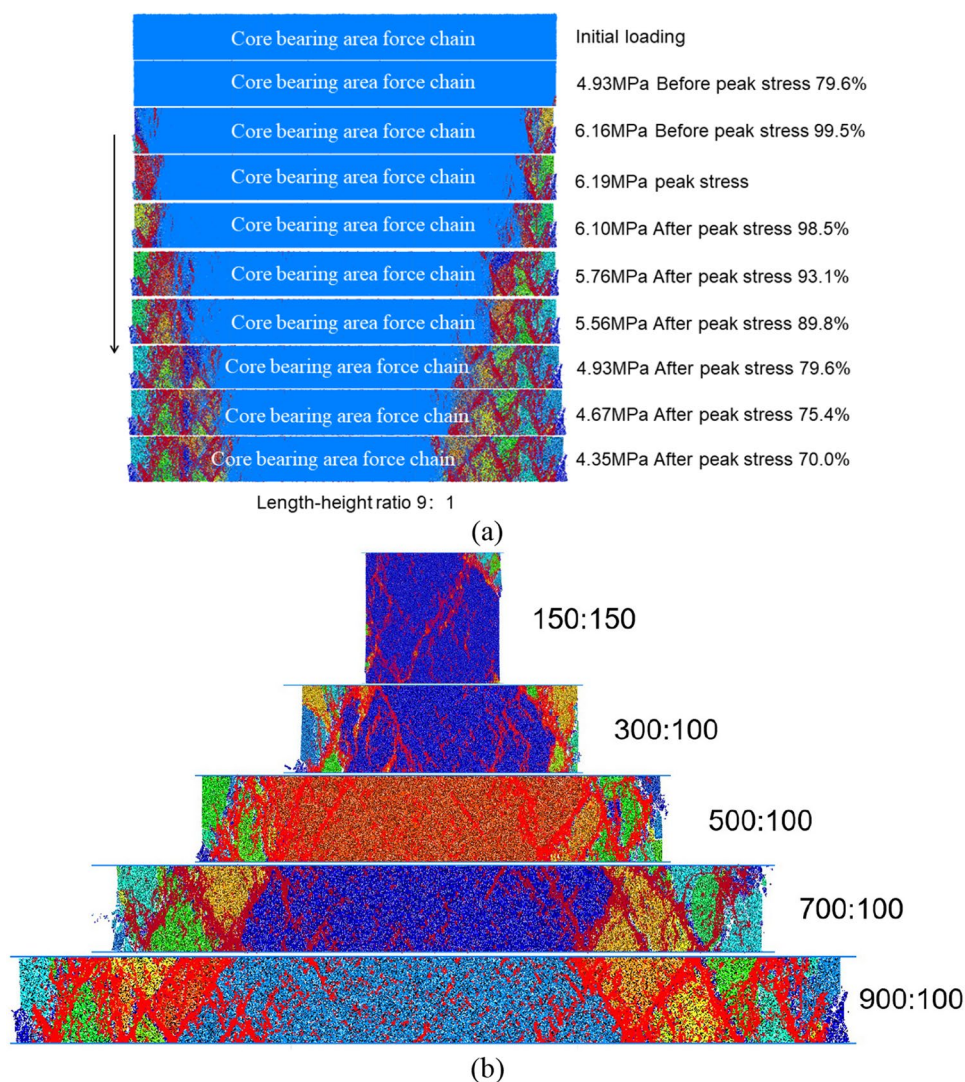 Core bearing area force chain Initial loading
Core bearing area force chain 4.93MPa Before peak stress 79.6%
Core bearing area force chain 6.16MPa Before peak stress 99.5%
Core bearing area force chain 6.19MPa peak stress
Core bearing area force chain 6.10MPa After peak stress 98.5%
Core bearing area force chain 5.76MPa After peak stress 93.1%
Core bearing area force chain 5.56MPa After peak stress 89.8%
Core bearing area force chain 4.93MPa After peak stress 79.6%
Core bearing area force chain 4.67MPa After peak stress 75.4%
Core bearing area force chain 4.35MPa After peak stress 70.0%
Length-height ratio 9： 1
(a)
150:150
300:100
500:100
700:100
900:100
(b)